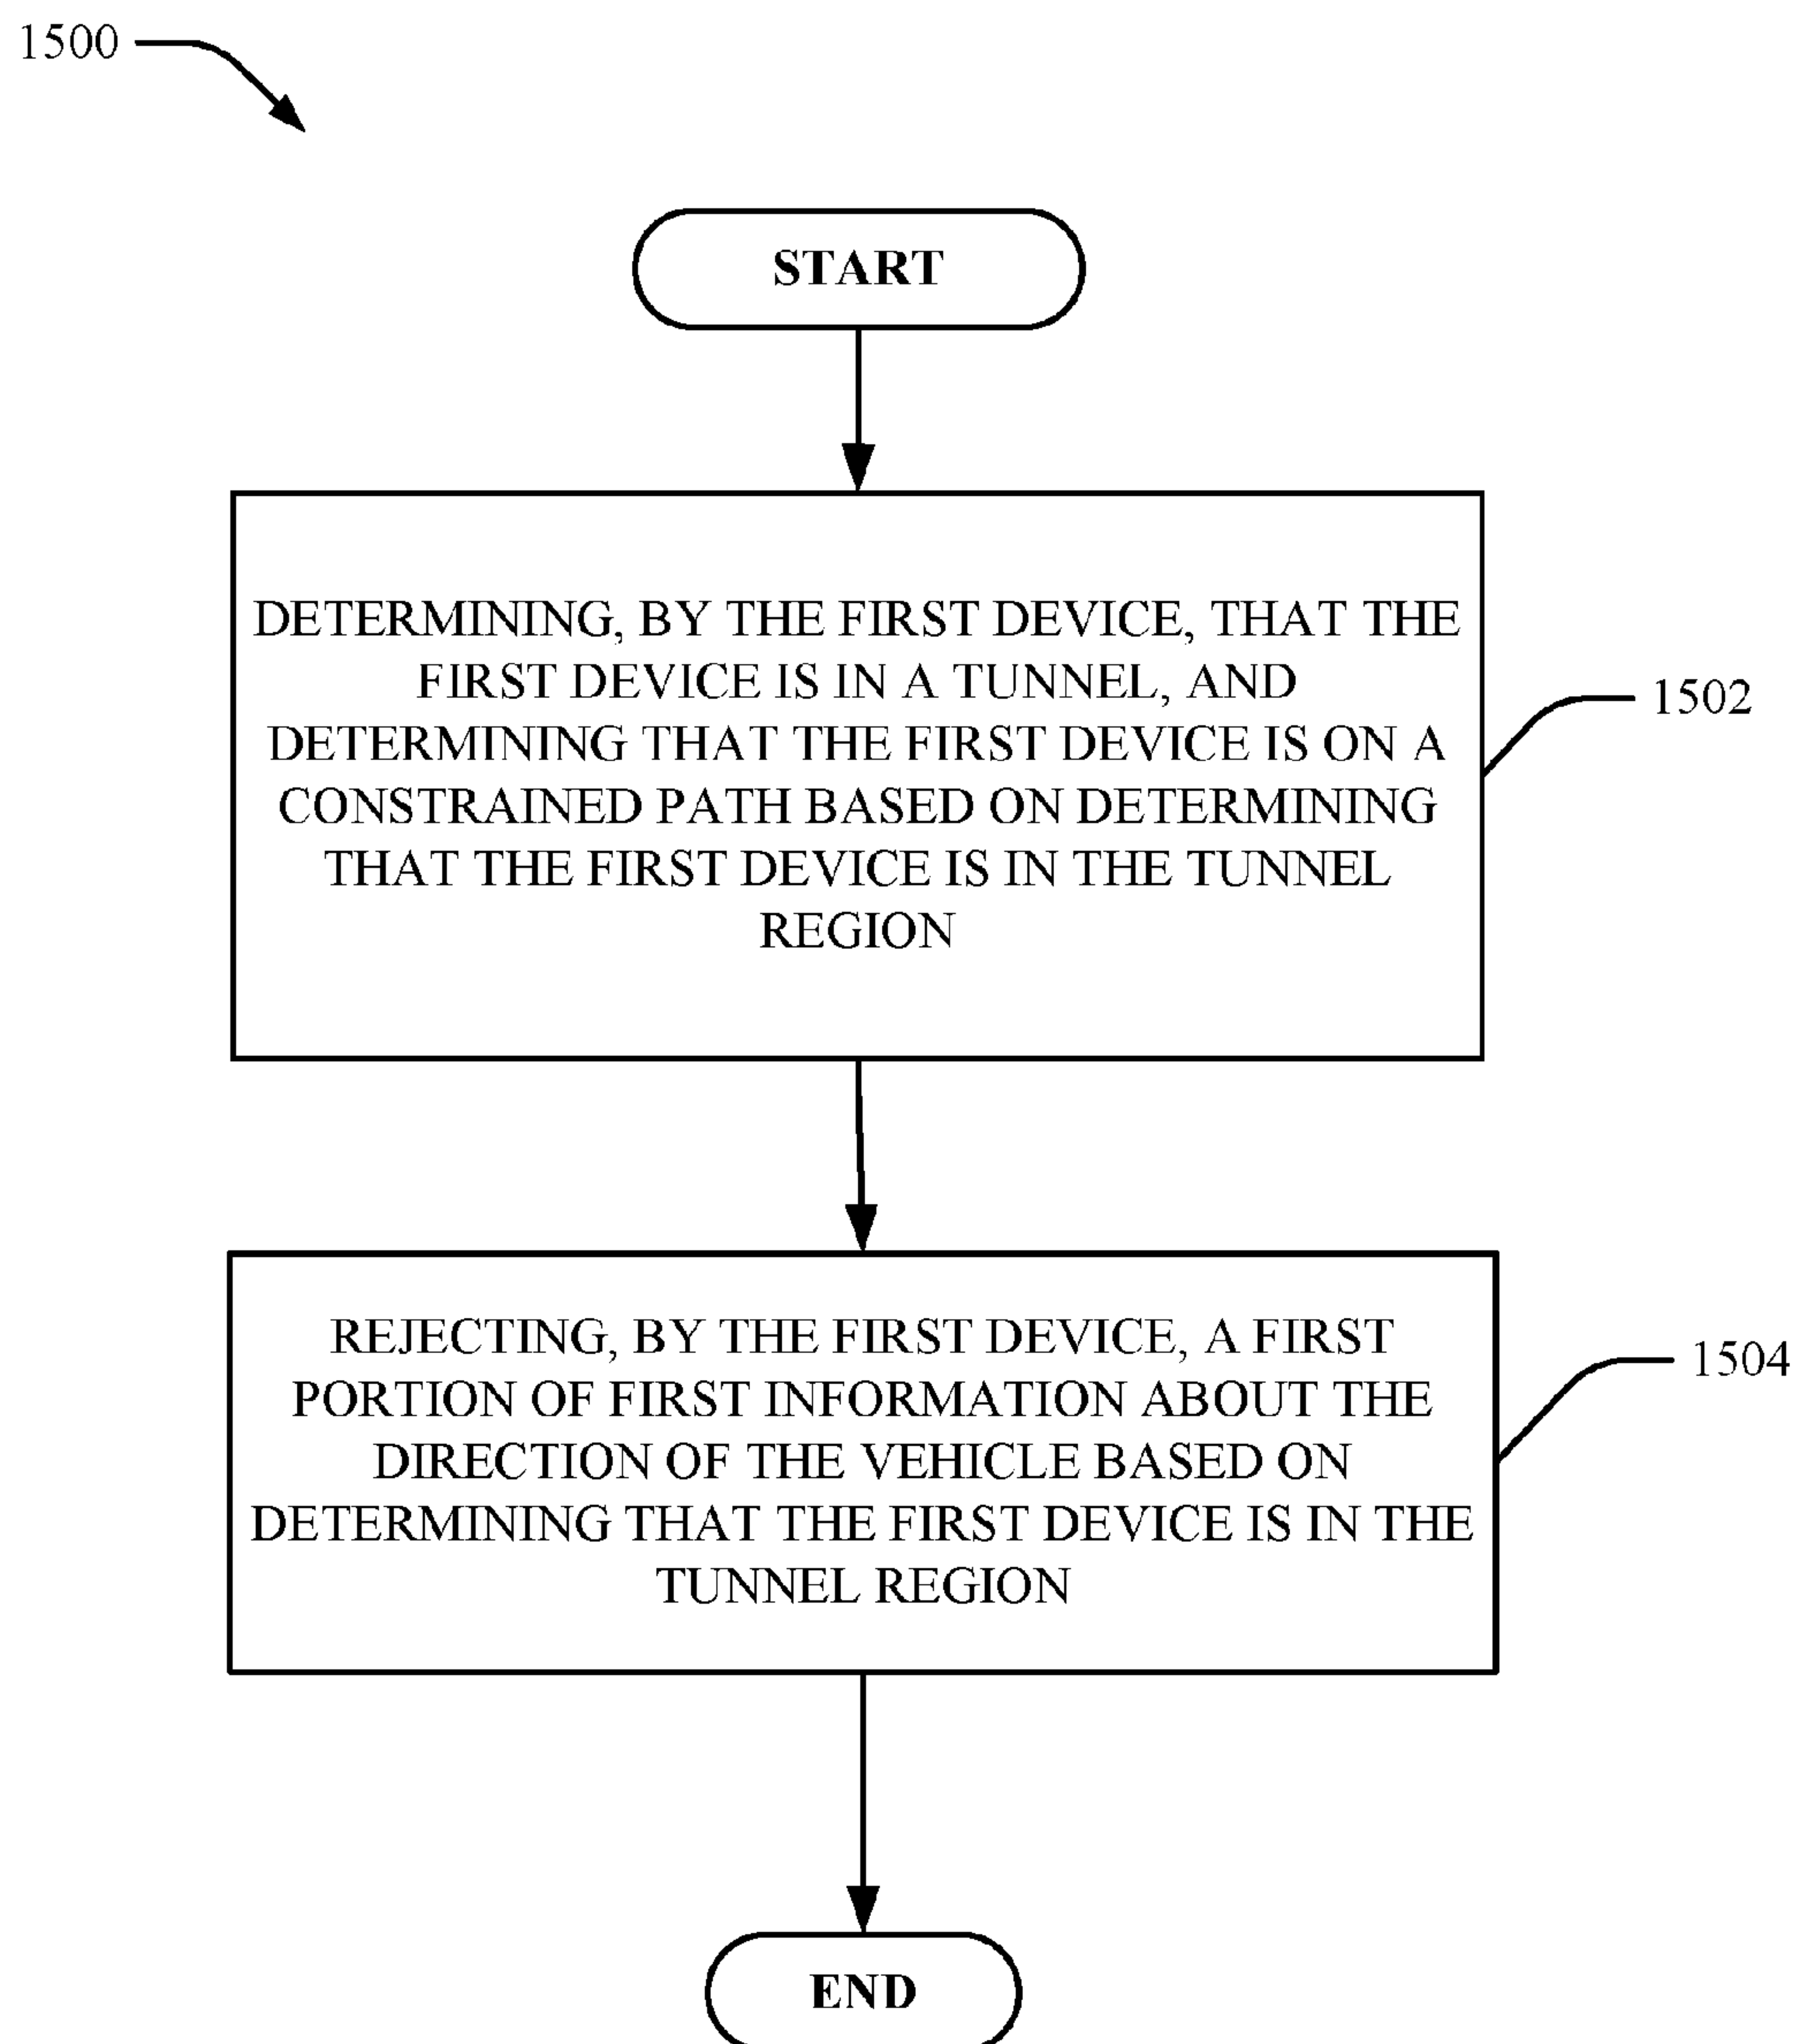 1500
START
DETERMINING, BY THE FIRST DEVICE, THAT THE
FIRST DEVICE IS IN A TUNNEL, AND
DETERMINING THAT THE FIRST DEVICE IS ON A
CONSTRAINED PATH BASED ON DETERMINING
THAT THE FIRST DEVICE IS IN THE TUNNEL
REGION
1502
REJECTING, BY THE FIRST DEVICE, A FIRST
PORTION OF FIRST INFORMATION ABOUT THE
DIRECTION OF THE VEHICLE BASED ON
DETERMINING THAT THE FIRST DEVICE IS IN THE
TUNNEL REGION
1504
END